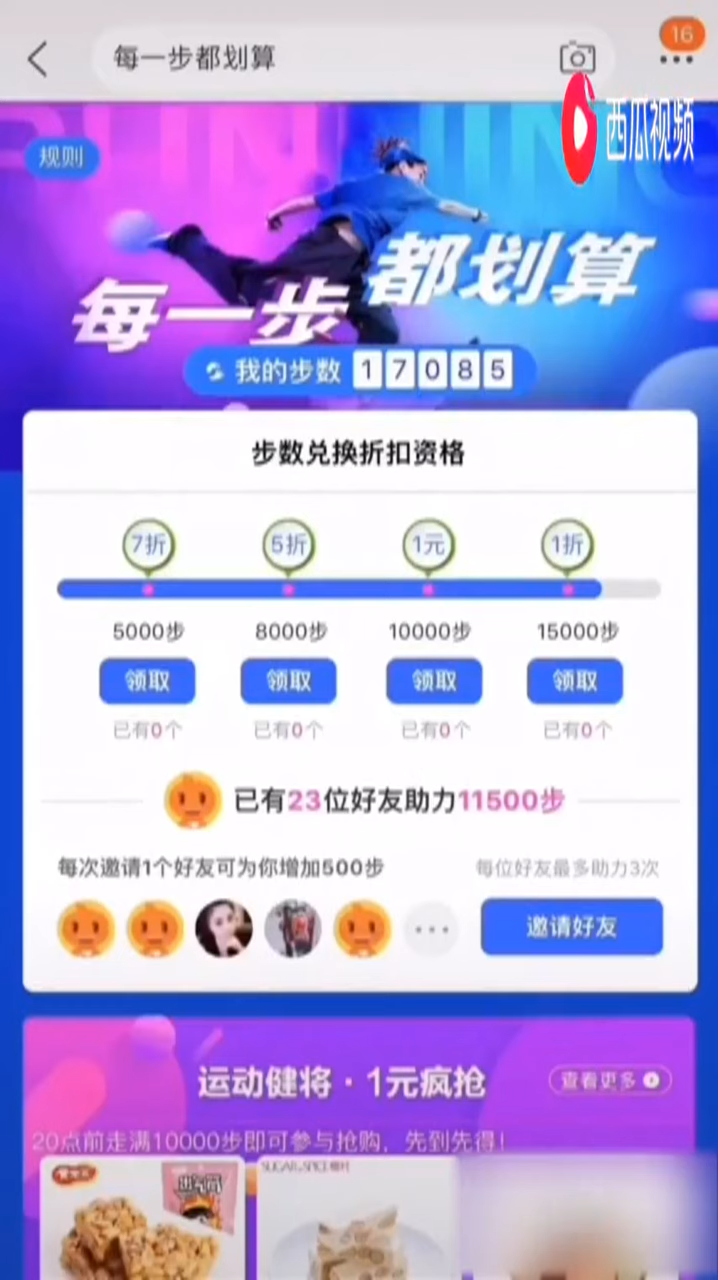 每一步都划算
16
西瓜视频
规则
每一步都划算
我的步数 17085
步数兑换折扣资格
7折 5折 1元 1折
5000步 8000步 10000步 15000步
领取 领取 领取 领取
已有0个 已有0个 已有0个 已有0个
已有23位好友助力11500步
每次邀请1个好友可为你增加500步 每位好友最多助力3次
邀请好友
运动健将·1元疯抢 查看更多
20点前走满10000步即可参与抢购，先到先得！